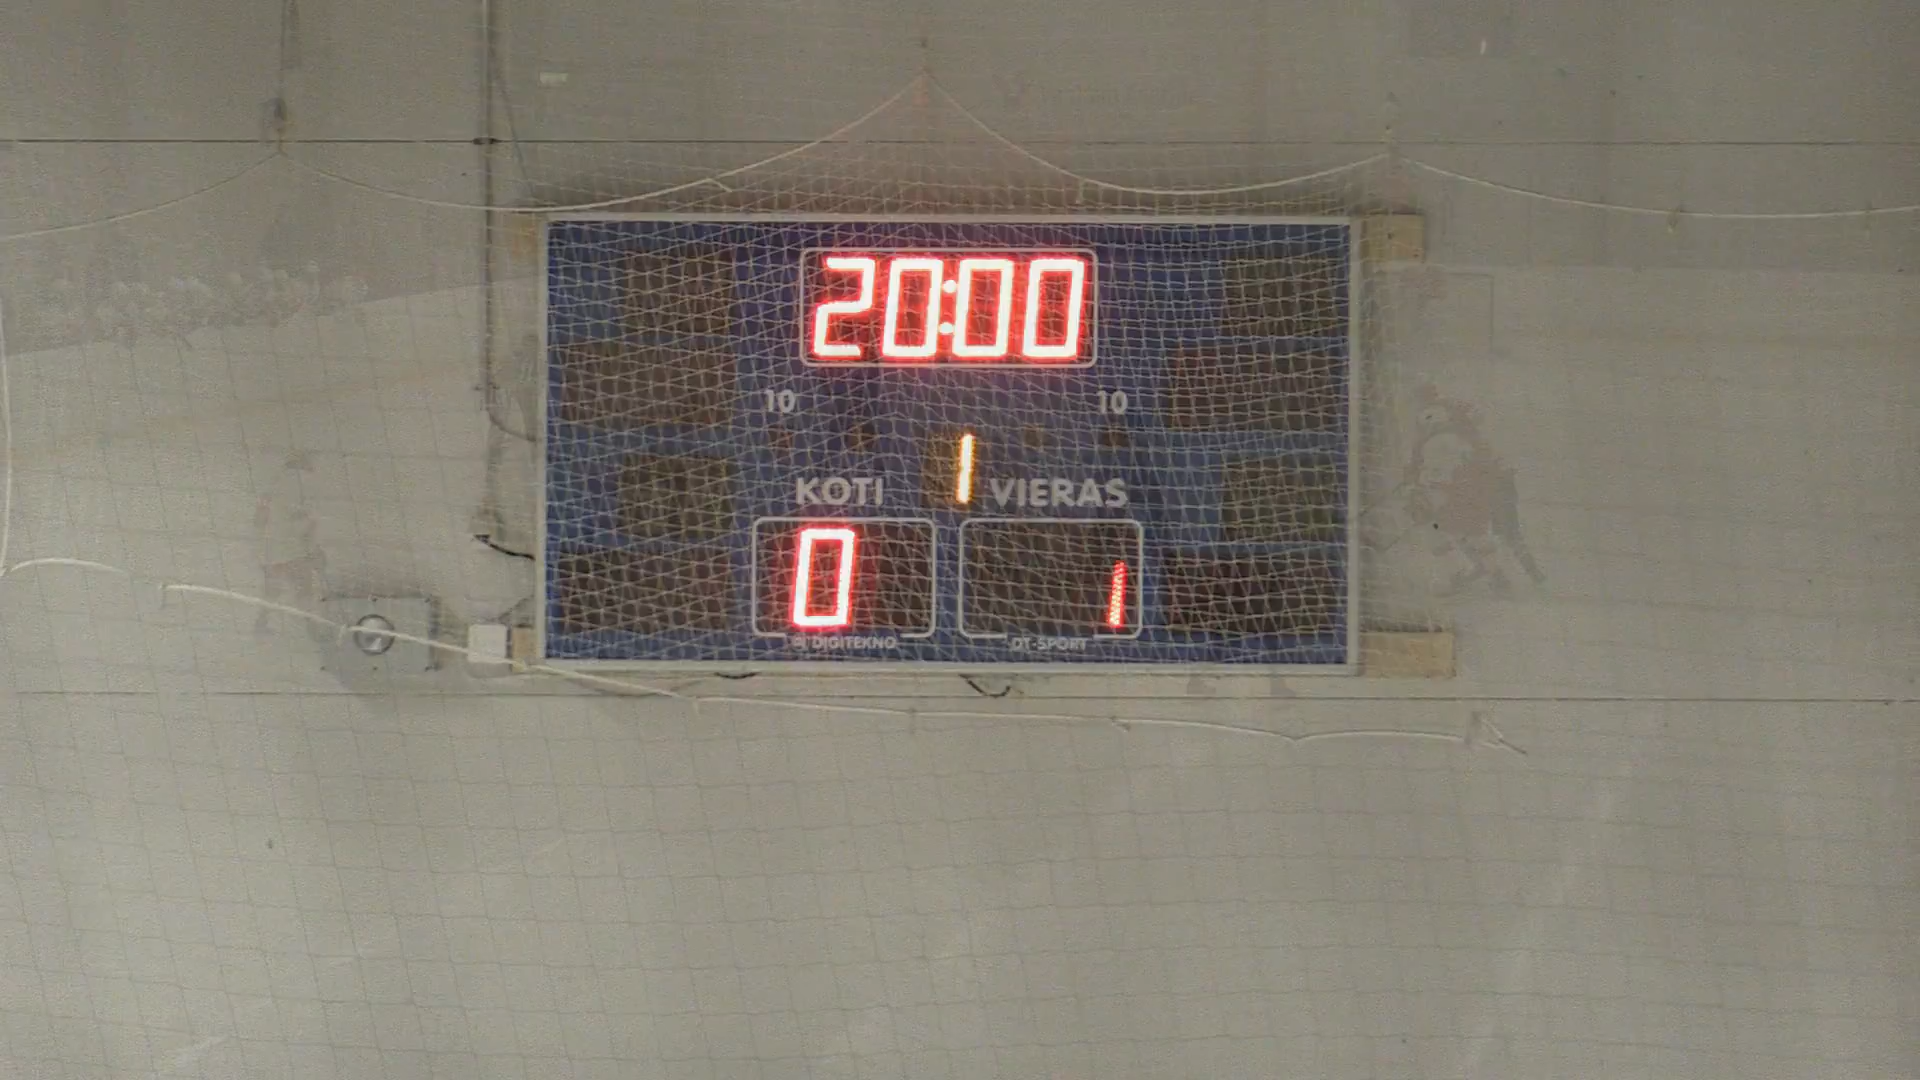 20:00
10 10
1
KOTI VIERAS
0 1
DIGITEKNO DT-SPORT